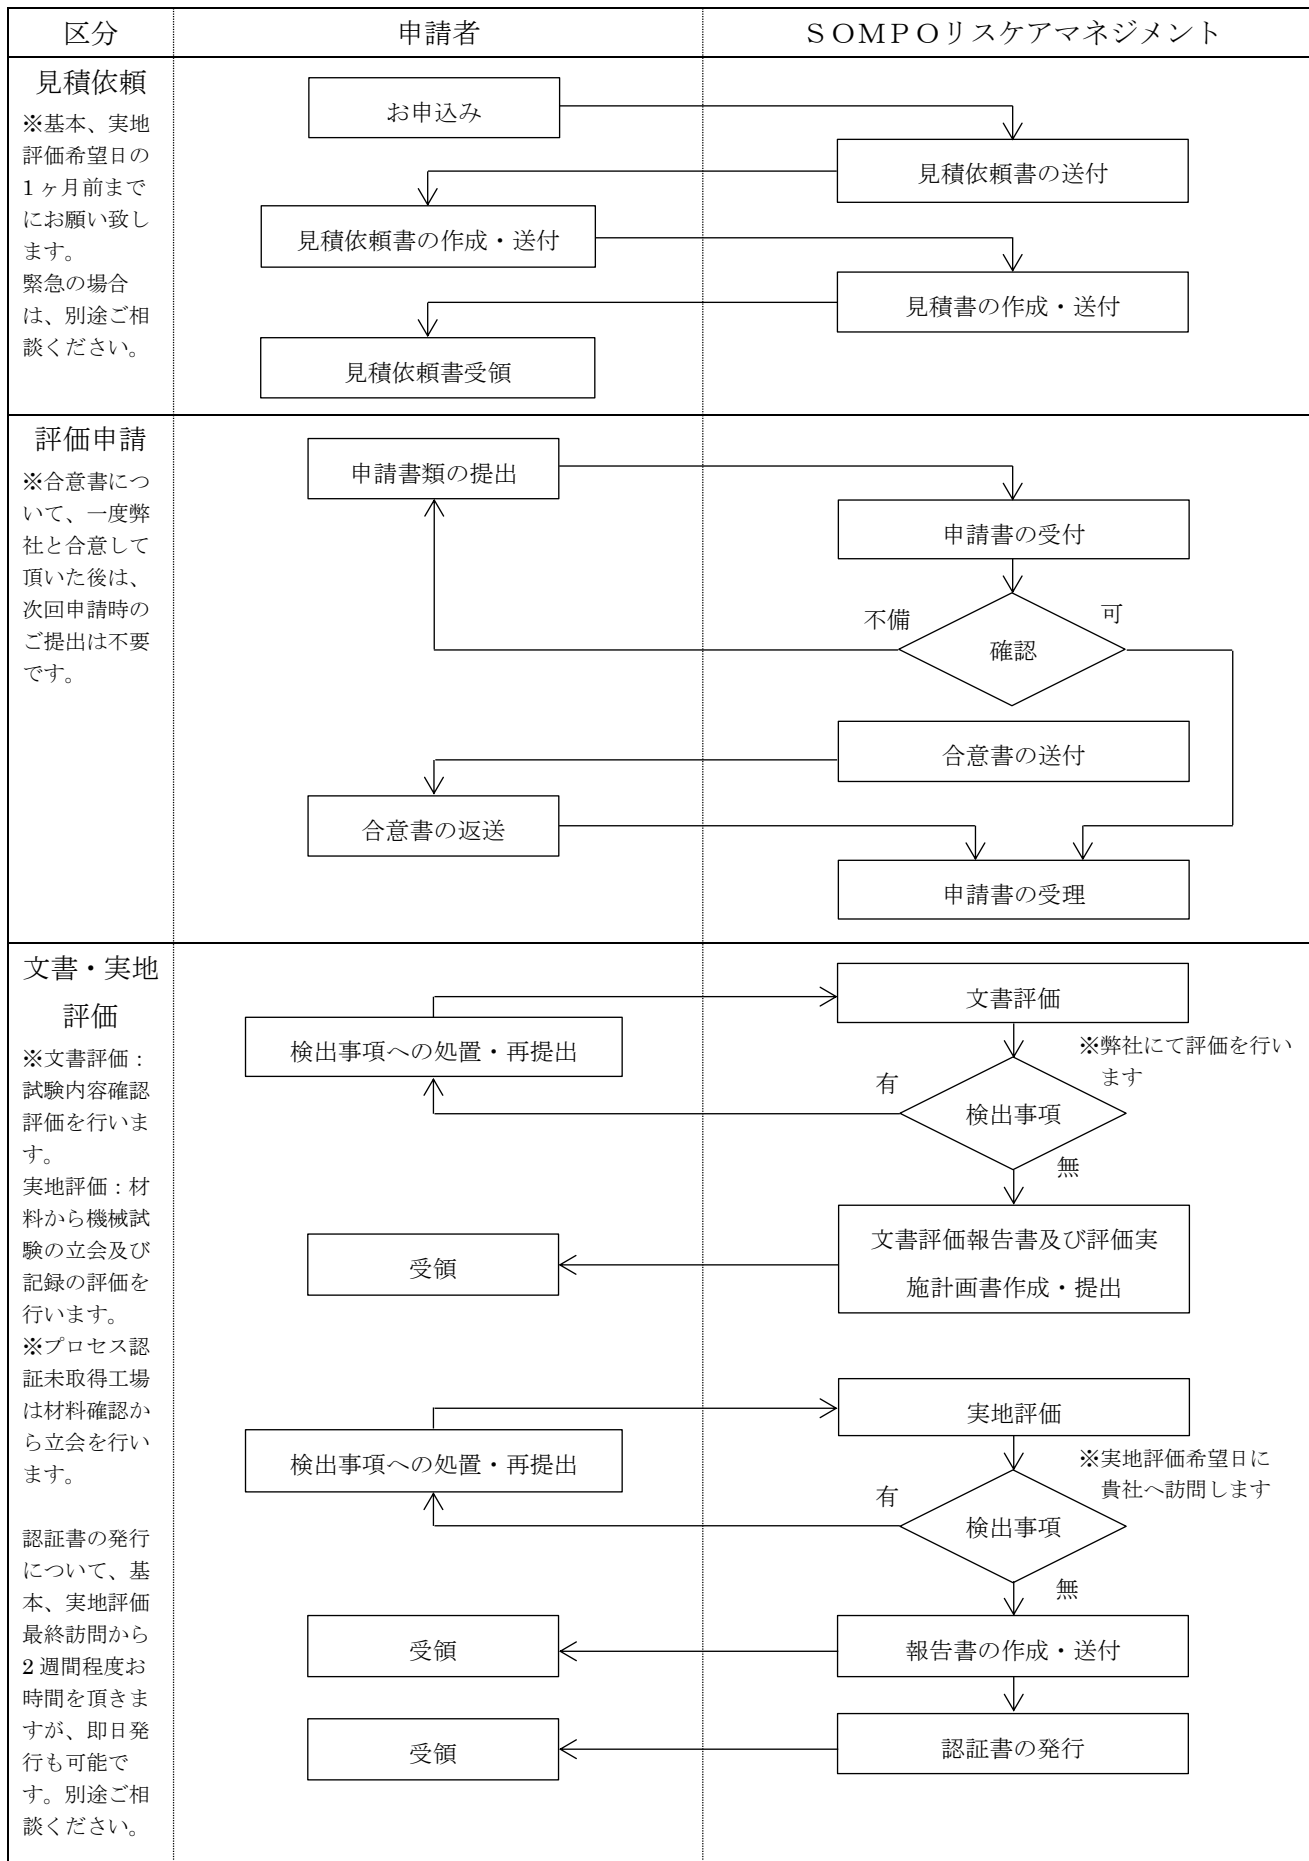 区分
申請者
ＳＯＭＰＯリスケアマネジメント
見積依頼
※基本、実地
評価希望日の
1ヶ月前まで
にお願い致し
ます。
緊急の場合
は、別途ご相
談ください。
お申込み
見積依頼書の送付
見積依頼書の作成・送付
見積書の作成・送付
見積依頼書受領
評価申請
※合意書につ
いて、一度弊
社と合意して
頂いた後は、
次回申請時の
ご提出は不要
です。
申請書類の提出
申請書の受付
不備
可
確認
合意書の送付
合意書の返送
申請書の受理
文書・実地
評価
※文書評価：
試験内容確認
評価を行いま
す。
実地評価：材
料から機械試
験の立会及び
記録の評価を
行います。
※プロセス認
証未取得工場
は材料確認か
ら立会を行い
ます。
認証書の発行
について、基
本、実地評価
最終訪問から
2週間程度お
時間を頂きま
すが、即日発
行も可能で
す。別途ご相
談ください。
文書評価
検出事項への処置・再提出
※弊社にて評価を行い
ます
有
検出事項
無
文書評価報告書及び評価実
施計画書作成・提出
受領
実地評価
検出事項への処置・再提出
※実地評価希望日に
貴社へ訪問します
有
検出事項
無
受領
報告書の作成・送付
受領
認証書の発行